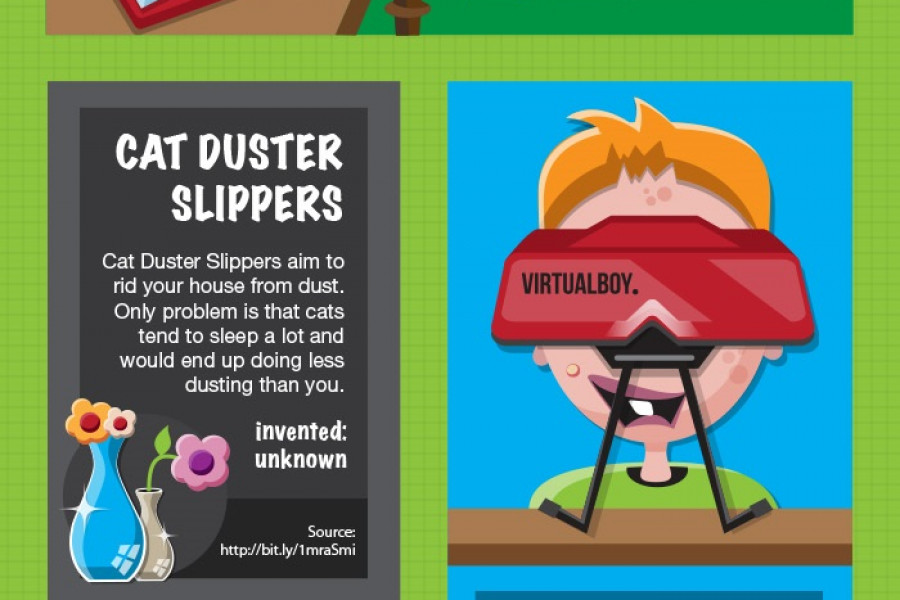 CAT DUSTER
SLIPPERS
Cat Duster Slippers aim to
rid your house from dust.
Only problem is that cats
tend to sleep a lot and
would end up doing less
dusting than you.
invented:
unknown
Source:
http://bit.ly/1mraSmi
VIRTUALBOY.